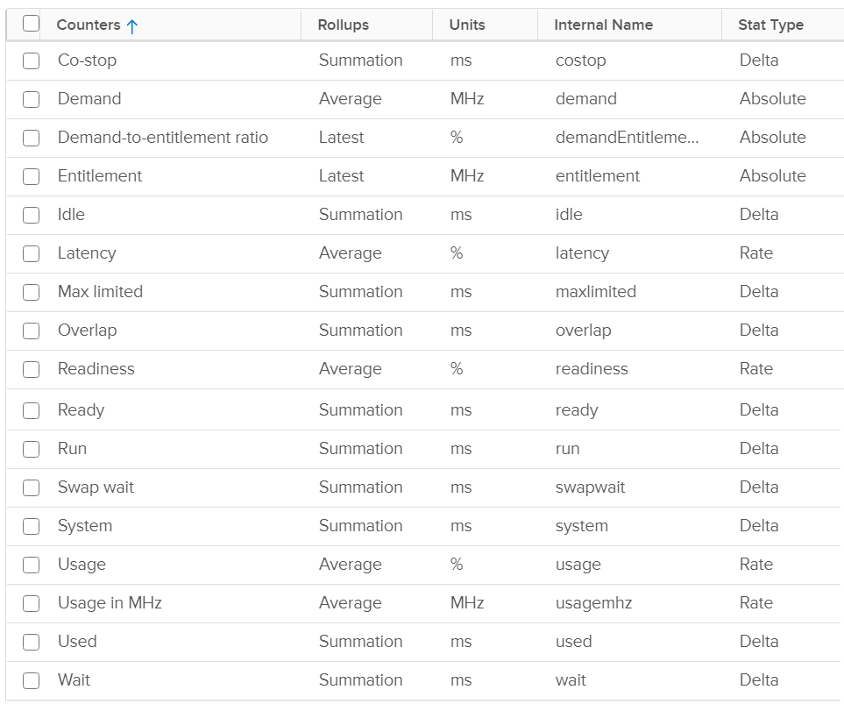 Counters Rollups Units Internal Name Stat Type
Co-stop Summation ms costop Delta
Demand Average MHz demand Absolute
Demand-to-entitlement ratio Latest % demandEntitleme... Absolute
Entitlement Latest MHz entitlement Absolute
Idle Summation ms idle Delta
Latency Average % latency Rate
Max limited Summation ms maxlimited Delta
Overlap Summation ms overlap Delta
Readiness Average % readiness Rate
Ready Summation ms ready Delta
Run Summation ms run Delta
Swap wait Summation ms swapwait Delta
System Summation ms system Delta
Usage Average % usage Rate
Usage in MHz Average MHz usagemhz Rate
Used Summation ms used Delta
Wait Summation ms wait Delta